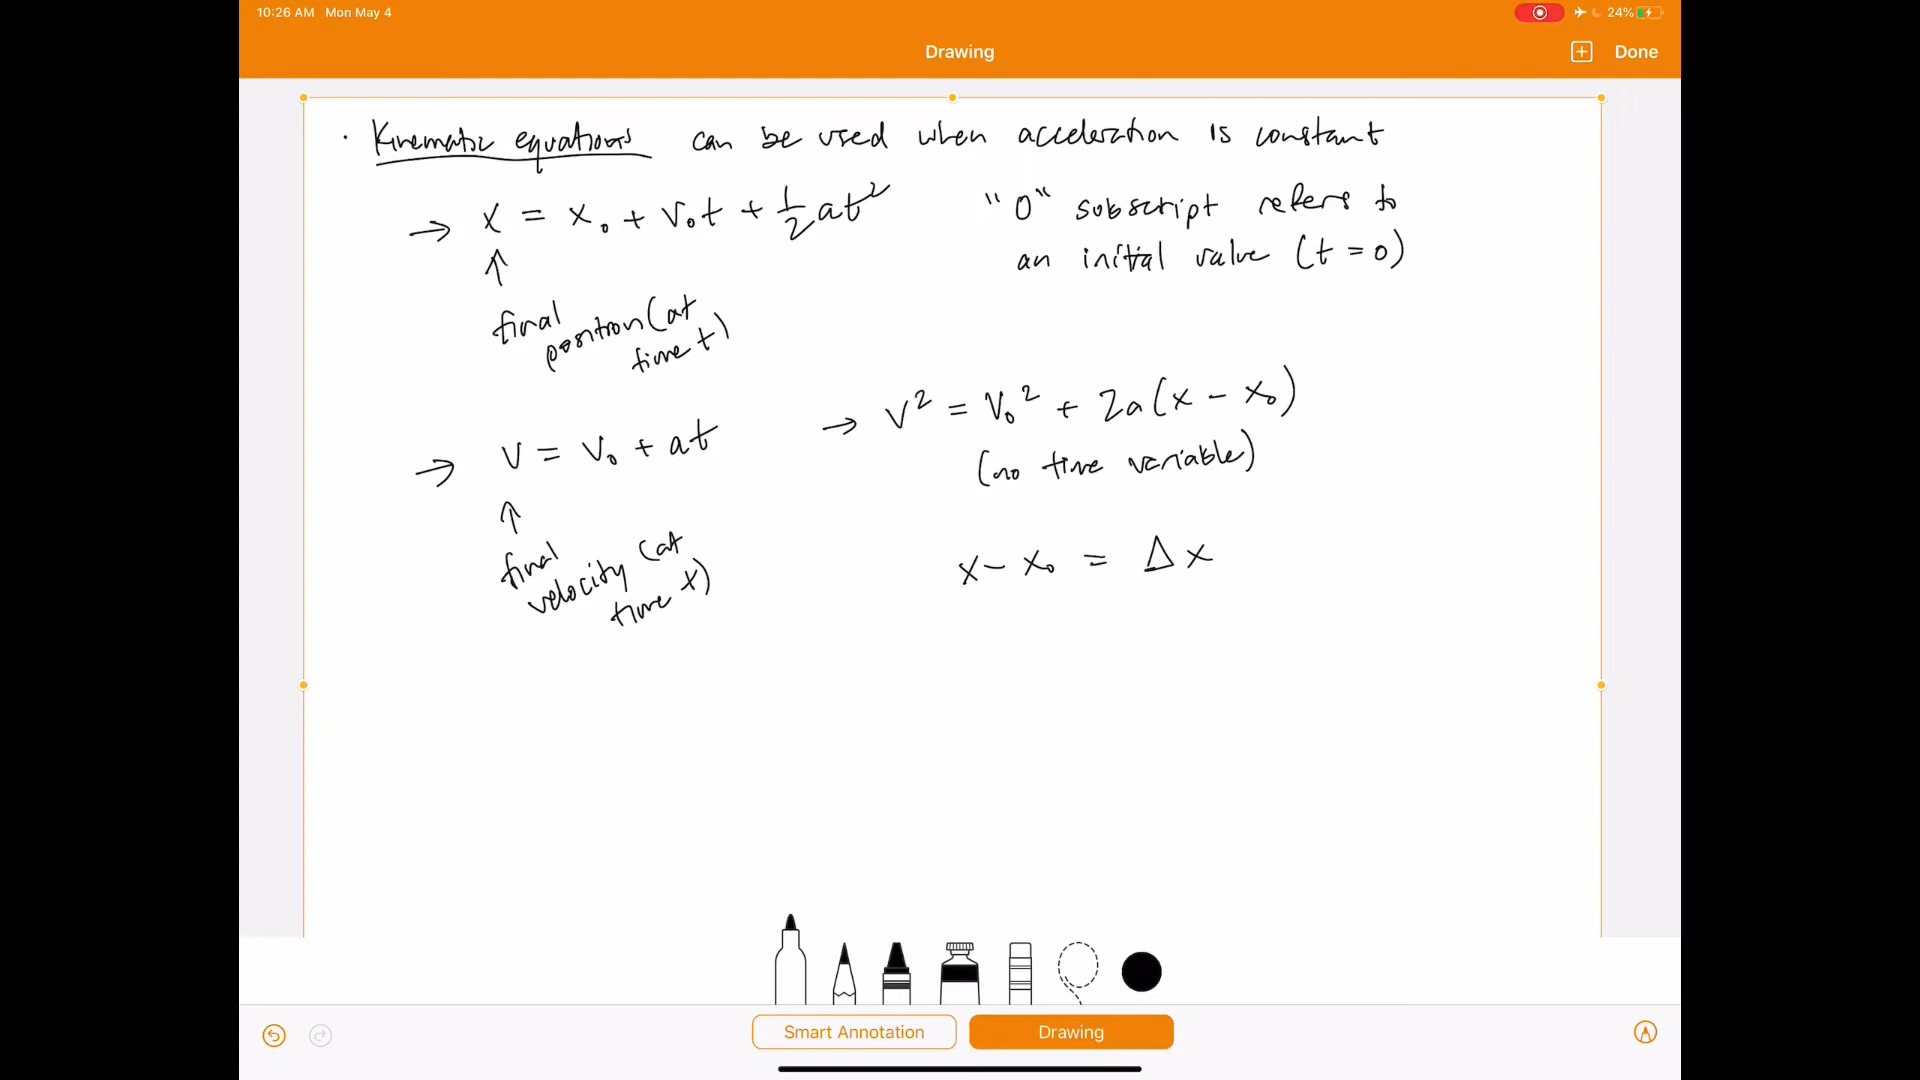 10:26 AM Mon May 4
24%
Drawing
Done
· Kinematic equations can be used when acceleration is constant
→ x = x₀ + v₀t + ½at²
"0" subscript refers to
an initial value (t = 0)
↑
final
position (at
time t)
→ v = v₀ + at
↑
final
velocity (at
time t)
→ v² = v₀² + 2a(x - x₀)
(no time variable)
x - x₀ = Δx
Smart Annotation
Drawing